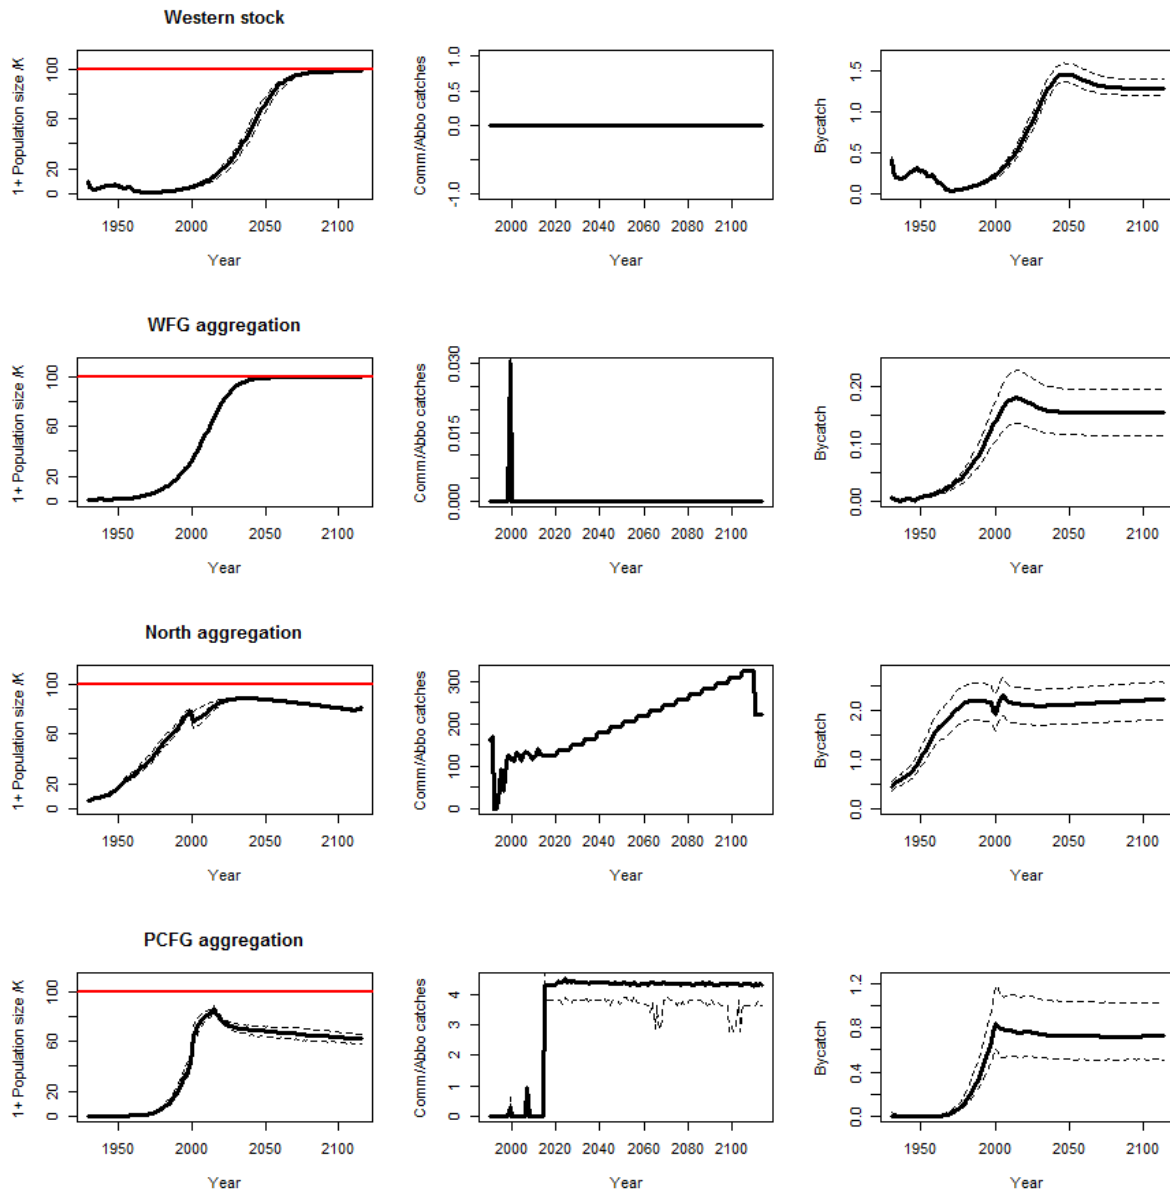 Western stock
1+ Population size /K
0 20 60 100
1950 2000 2050 2100
Year
Comm/Abbo catches
-1.0 0.0 0.5 1.0
2000 2020 2040 2060 2080 2100
Year
Bycatch
0.0 0.5 1.0 1.5
1950 2000 2050 2100
Year
WFG aggregation
1+ Population size /K
0 20 60 100
1950 2000 2050 2100
Year
Comm/Abbo catches
0.000 0.015 0.030
2000 2020 2040 2060 2080 2100
Year
Bycatch
0.00 0.10 0.20
1950 2000 2050 2100
Year
North aggregation
1+ Population size /K
0 20 60 100
1950 2000 2050 2100
Year
Comm/Abbo catches
0 100 200 300
2000 2020 2040 2060 2080 2100
Year
Bycatch
0.0 1.0 2.0
1950 2000 2050 2100
Year
PCFG aggregation
1+ Population size /K
0 20 60 100
1950 2000 2050 2100
Year
Comm/Abbo catches
0 1 2 3 4
2000 2020 2040 2060 2080 2100
Year
Bycatch
0.0 0.4 0.8 1.2
1950 2000 2050 2100
Year